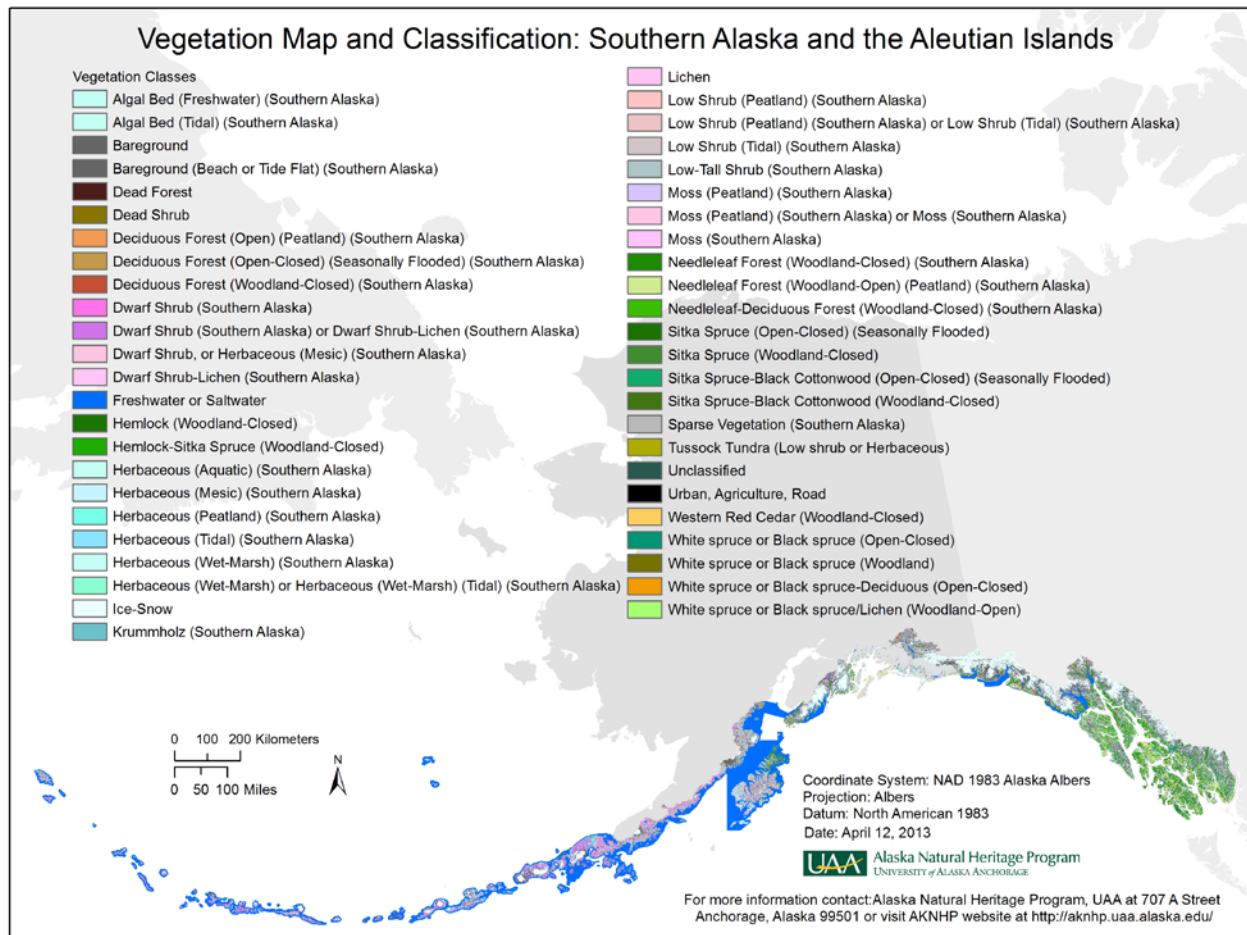 Vegetation Map and Classification: Southern Alaska and the Aleutian Islands
Vegetation Classes
Algal Bed (Freshwater) (Southern Alaska)
Algal Bed (Tidal) (Southern Alaska)
Bareground
Bareground (Beach or Tide Flat) (Southern Alaska)
Dead Forest
Dead Shrub
Deciduous Forest (Open) (Peatland) (Southern Alaska)
Deciduous Forest (Open-Closed) (Seasonally Flooded) (Southern Alaska)
Deciduous Forest (Woodland-Closed) (Southern Alaska)
Dwarf Shrub (Southern Alaska)
Dwarf Shrub (Southern Alaska) or Dwarf Shrub-Lichen (Southern Alaska)
Dwarf Shrub, or Herbaceous (Mesic) (Southern Alaska)
Dwarf Shrub-Lichen (Southern Alaska)
Freshwater or Saltwater
Hemlock (Woodland-Closed)
Hemlock-Sitka Spruce (Woodland-Closed)
Herbaceous (Aquatic) (Southern Alaska)
Herbaceous (Mesic) (Southern Alaska)
Herbaceous (Peatland) (Southern Alaska)
Herbaceous (Tidal) (Southern Alaska)
Herbaceous (Wet-Marsh) (Southern Alaska)
Herbaceous (Wet-Marsh) or Herbaceous (Wet-Marsh) (Tidal) (Southern Alaska)
Ice-Snow
Krummholz (Southern Alaska)
Lichen
Low Shrub (Peatland) (Southern Alaska)
Low Shrub (Peatland) (Southern Alaska) or Low Shrub (Tidal) (Southern Alaska)
Low Shrub (Tidal) (Southern Alaska)
Low-Tall Shrub (Southern Alaska)
Moss (Peatland) (Southern Alaska)
Moss (Peatland) (Southern Alaska) or Moss (Southern Alaska)
Moss (Southern Alaska)
Needleleaf Forest (Woodland-Closed) (Southern Alaska)
Needleleaf Forest (Woodland-Open) (Peatland) (Southern Alaska)
Needleleaf-Deciduous Forest (Woodland-Closed) (Southern Alaska)
Sitka Spruce (Open-Closed) (Seasonally Flooded)
Sitka Spruce (Woodland-Closed)
Sitka Spruce-Black Cottonwood (Open-Closed) (Seasonally Flooded)
Sitka Spruce-Black Cottonwood (Woodland-Closed)
Sparse Vegetation (Southern Alaska)
Tussock Tundra (Low shrub or Herbaceous)
Unclassified
Urban, Agriculture, Road
Western Red Cedar (Woodland-Closed)
White spruce or Black spruce (Open-Closed)
White spruce or Black spruce (Woodland)
White spruce or Black spruce-Deciduous (Open-Closed)
White spruce or Black spruce/Lichen (Woodland-Open)
0 100 200 Kilometers
0 50 100 Miles
N
Coordinate System: NAD 1983 Alaska Albers
Projection: Albers
Datum: North American 1983
Date: April 12, 2013
UAA Alaska Natural Heritage Program
UNIVERSITY of ALASKA ANCHORAGE
For more information contact:Alaska Natural Heritage Program, UAA at 707 A Street
Anchorage, Alaska 99501 or visit AKNHP website at http://aknhp.uaa.alaska.edu/